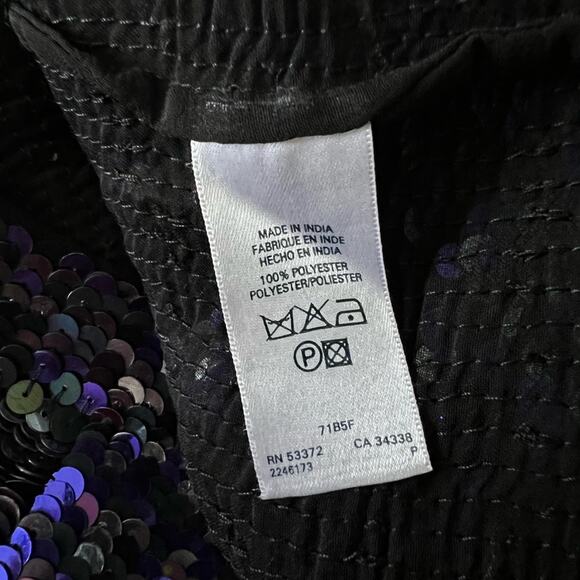 MADE IN INDIA
FABRIQUE EN INDE
HECHO EN INDIA
100% POLYESTER
POLYESTER/POLIESTER
P
71B5F
RN 53372 CA 34338
2246173 P